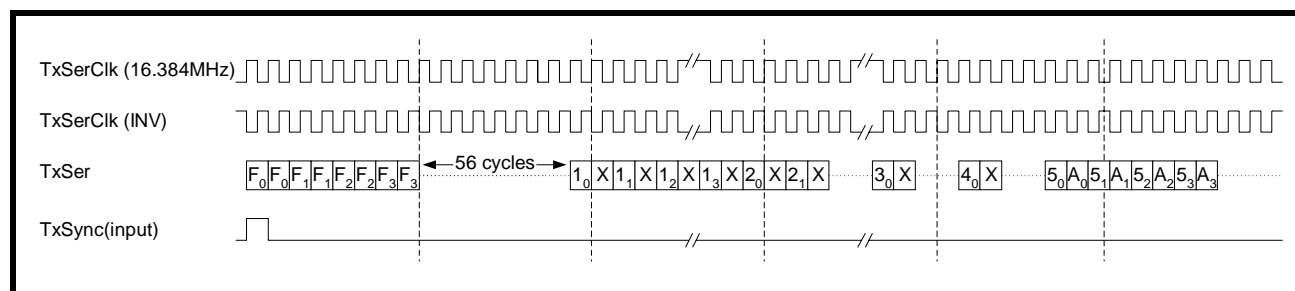 TxSerClk (16.384MHz)
TxSerClk (INV)
TxSer F₀ F₀ F₁ F₁ F₂ F₂ F₃ F₃ 56 cycles 1₀ X 1₁ X 1₂ X 1₃ X 2₀ X 2₁ X 3₀ X 4₀ X 5₀ A₀ 5₁ A₁ 5₂ A₂ 5₃ A₃
TxSync(input)